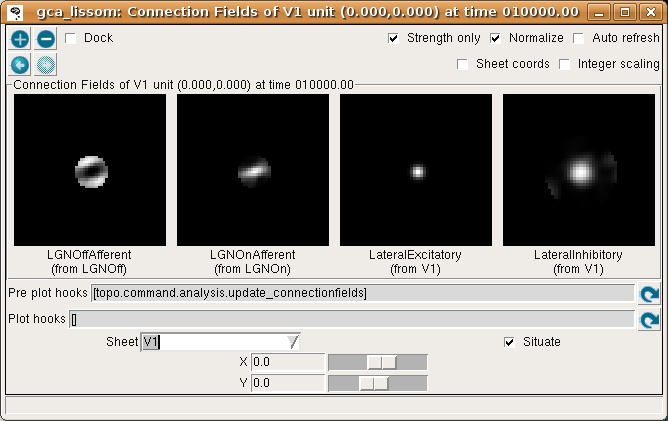 gca_lissom: Connection Fields of V1 unit (0.000,0.000) at time 010000.00
Dock
Strength only
Normalize
Auto refresh
Sheet coords
Integer scaling
Connection Fields of V1 unit (0.000,0.000) at time 010000.00
LGNOffAfferent
(from LGNOff)
LGNOnAfferent
(from LGNOn)
LateralExcitatory
(from V1)
LateralInhibitory
(from V1)
Pre plot hooks [topo.command.analysis.update_connectionfields]
Plot hooks []
Sheet V1
Situate
X 0.0
Y 0.0